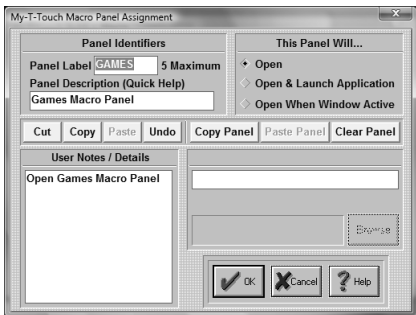 My-T-Touch Macro Panel Assignment
Panel Identifiers
Panel Label GAMES 5 Maximum
Panel Description (Quick Help)
Games Macro Panel
This Panel Will...
Open
Open & Launch Application
Open When Window Active
Cut Copy Paste Undo Copy Panel Paste Panel Clear Panel
User Notes / Details
Open Games Macro Panel
Browse
OK Cancel Help